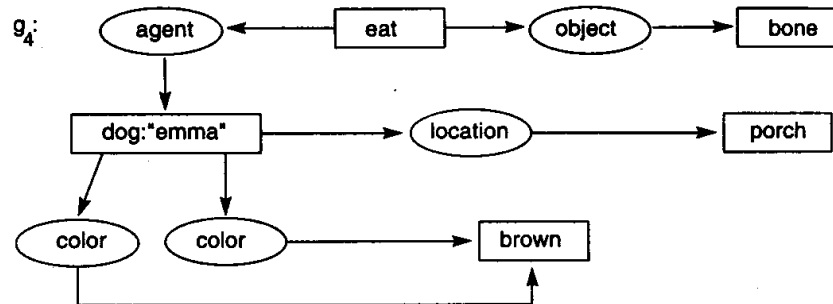 g4: agent eat object bone
dog:"emma" location porch
color color brown